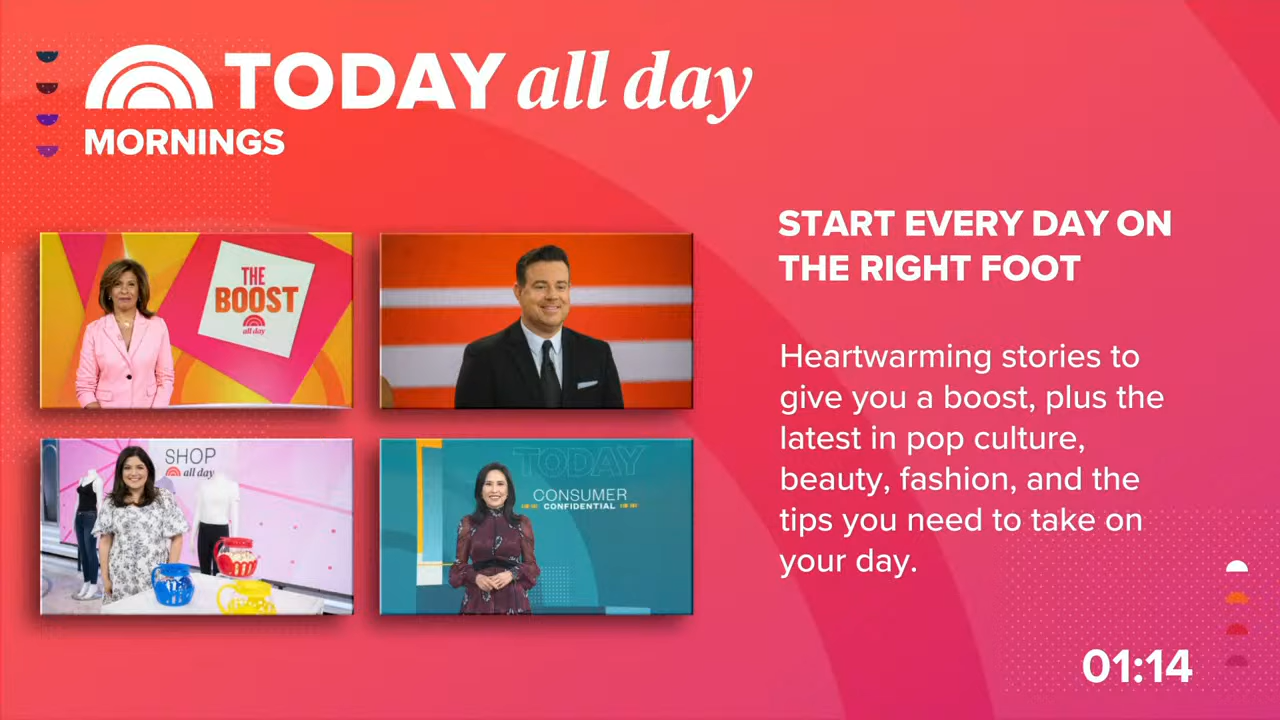 TODAY all day
MORNINGS
THE
BOOST
all day
SHOP
all day
TODAY
CONSUMER
CONFIDENTIAL
START EVERY DAY ON
THE RIGHT FOOT
Heartwarming stories to
give you a boost, plus the
latest in pop culture,
beauty, fashion, and the
tips you need to take on
your day.
01:14